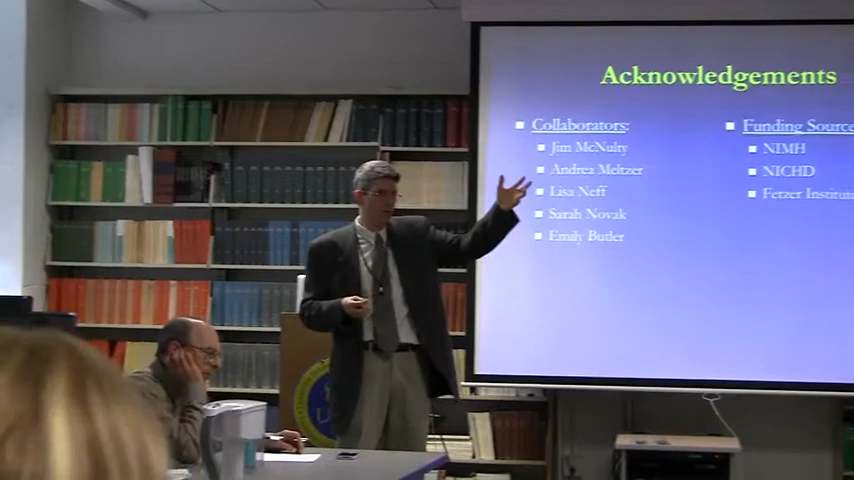 Acknowledgements
Collaborators:
Jim McNulty
Andrea Meltzer
Lisa Neff
Sarah Novak
Emily Butler
Funding Source
NIMH
NICHD
Fetzer Institut